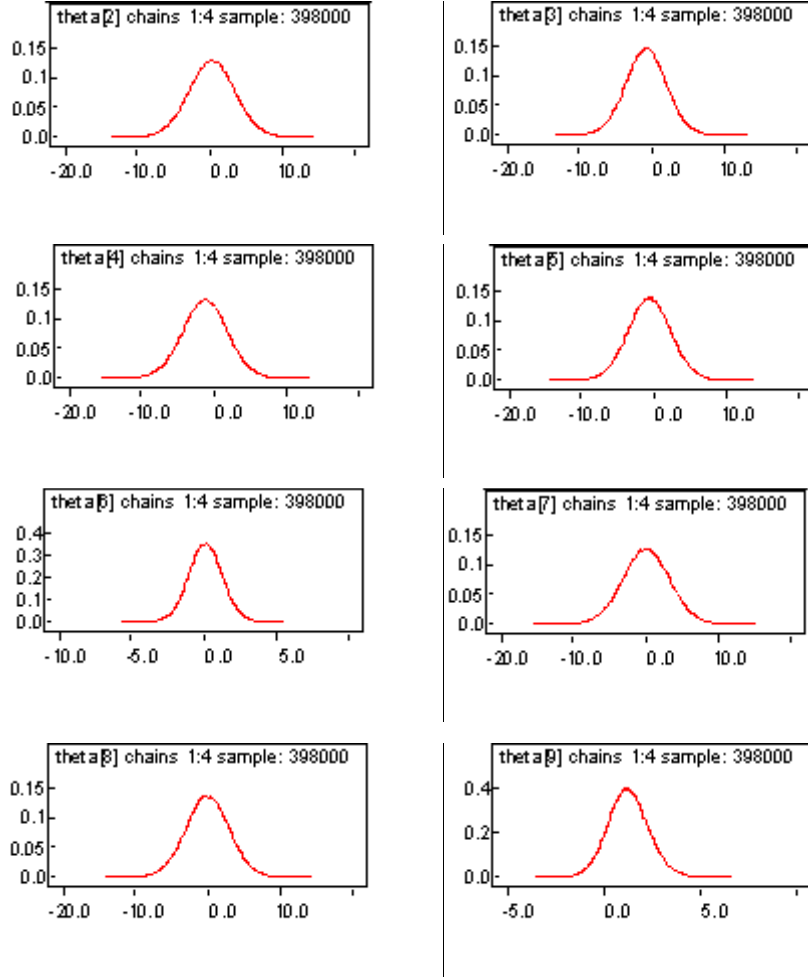 theta[2] chains 1:4 sample: 398000
0.15
0.1
0.05
0.0
-20.0 -10.0 0.0 10.0
theta[3] chains 1:4 sample: 398000
0.15
0.1
0.05
0.0
-20.0 -10.0 0.0 10.0
theta[4] chains 1:4 sample: 398000
0.15
0.1
0.05
0.0
-20.0 -10.0 0.0 10.0
theta[5] chains 1:4 sample: 398000
0.15
0.1
0.05
0.0
-20.0 -10.0 0.0 10.0
theta[6] chains 1:4 sample: 398000
0.4
0.3
0.2
0.1
0.0
-10.0 -5.0 0.0 5.0
theta[7] chains 1:4 sample: 398000
0.15
0.1
0.05
0.0
-20.0 -10.0 0.0 10.0
theta[8] chains 1:4 sample: 398000
0.15
0.1
0.05
0.0
-20.0 -10.0 0.0 10.0
theta[9] chains 1:4 sample: 398000
0.4
0.2
0.0
-5.0 0.0 5.0